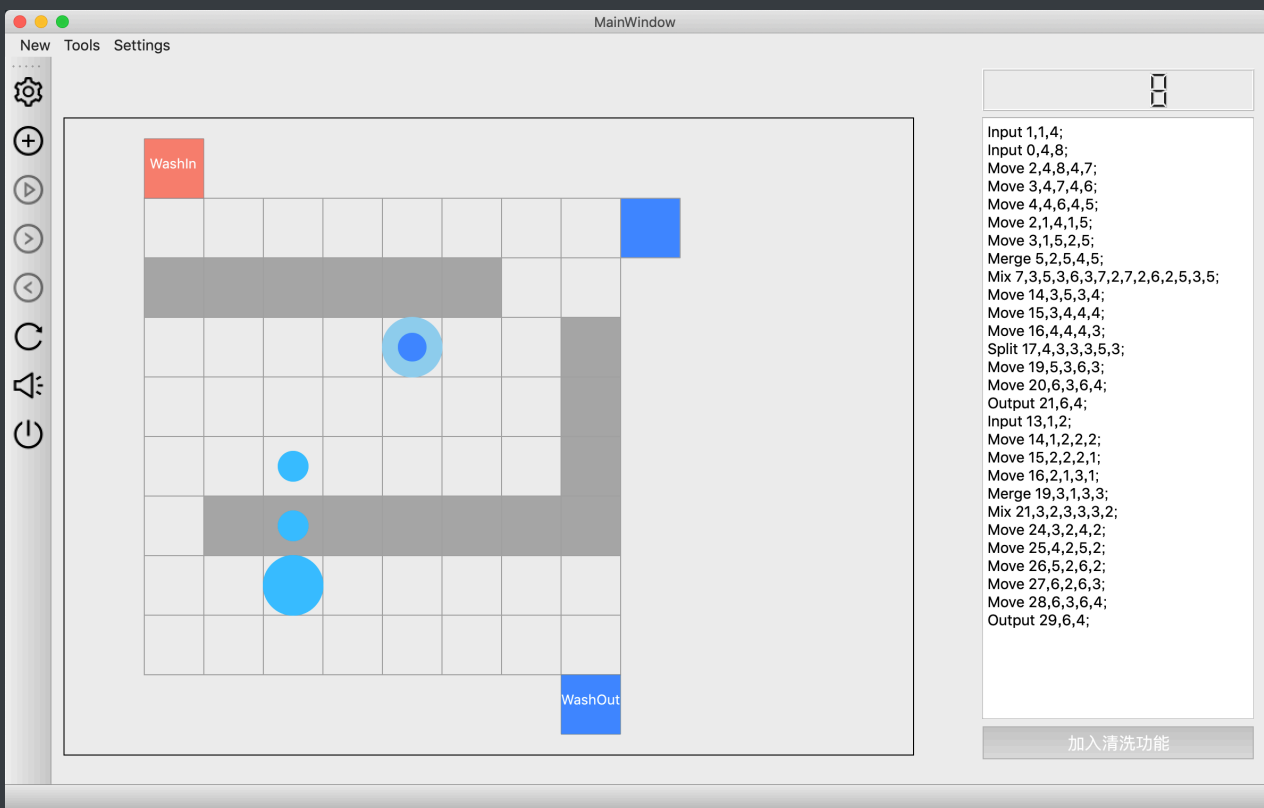 MainWindow
New Tools Settings
0
WashIn
WashOut
Input 1,1,4;
Input 0,4,8;
Move 2,4,8,4,7;
Move 3,4,7,4,6;
Move 4,4,6,4,5;
Move 2,1,4,1,5;
Move 3,1,5,2,5;
Merge 5,2,5,4,5;
Mix 7,3,5,3,6,3,7,2,7,2,6,2,5,3,5;
Move 14,3,5,3,4;
Move 15,3,4,4,4;
Move 16,4,4,4,3;
Split 17,4,3,3,3,5,3;
Move 19,5,3,6,3;
Move 20,6,3,6,4;
Output 21,6,4;
Input 13,1,2;
Move 14,1,2,2,2;
Move 15,2,2,2,1;
Move 16,2,1,3,1;
Merge 19,3,1,3,3;
Mix 21,3,2,3,3,3,2;
Move 24,3,2,4,2;
Move 25,4,2,5,2;
Move 26,5,2,6,2;
Move 27,6,2,6,3;
Move 28,6,3,6,4;
Output 29,6,4;
加入清洗功能